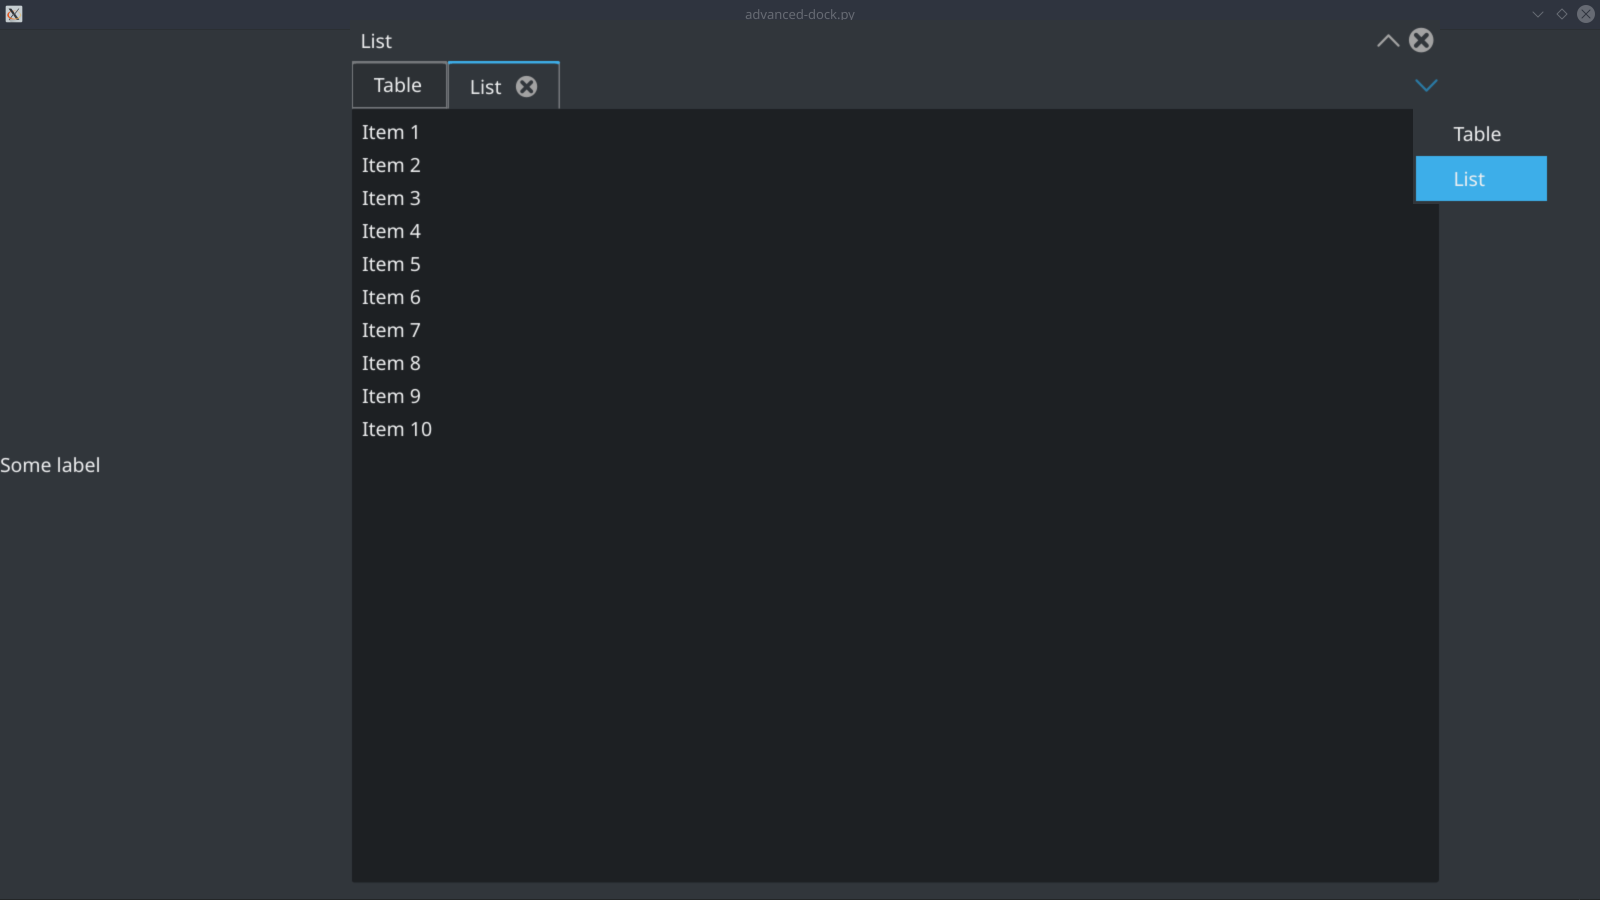 advanced-dock.py
List
Table
List
Item 1
Item 2
Item 3
Item 4
Item 5
Item 6
Item 7
Item 8
Item 9
Item 10
Table
List
Some label